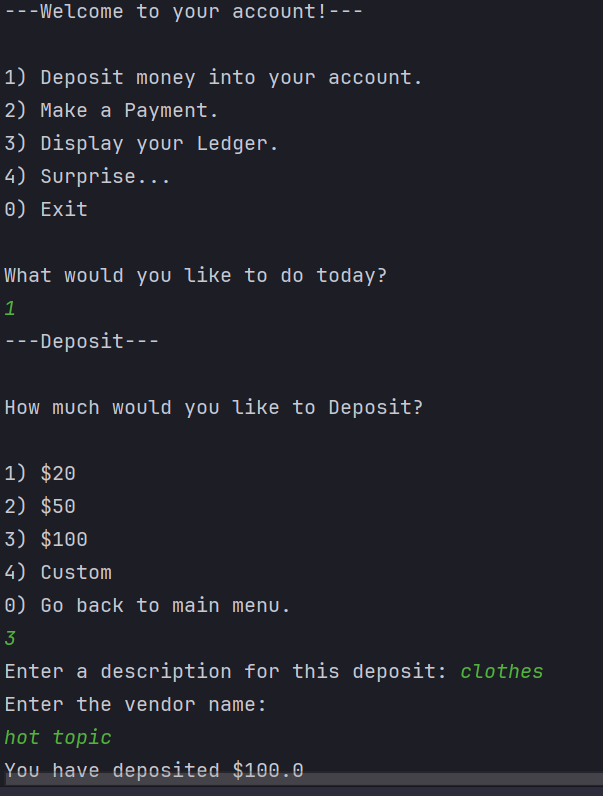 ---Welcome to your account!---
1) Deposit money into your account.
2) Make a Payment.
3) Display your Ledger.
4) Surprise...
0) Exit
What would you like to do today?
1
---Deposit---
How much would you like to Deposit?
1) $20
2) $50
3) $100
4) Custom
0) Go back to main menu.
3
Enter a description for this deposit: clothes
Enter the vendor name:
hot topic
You have deposited $100.0